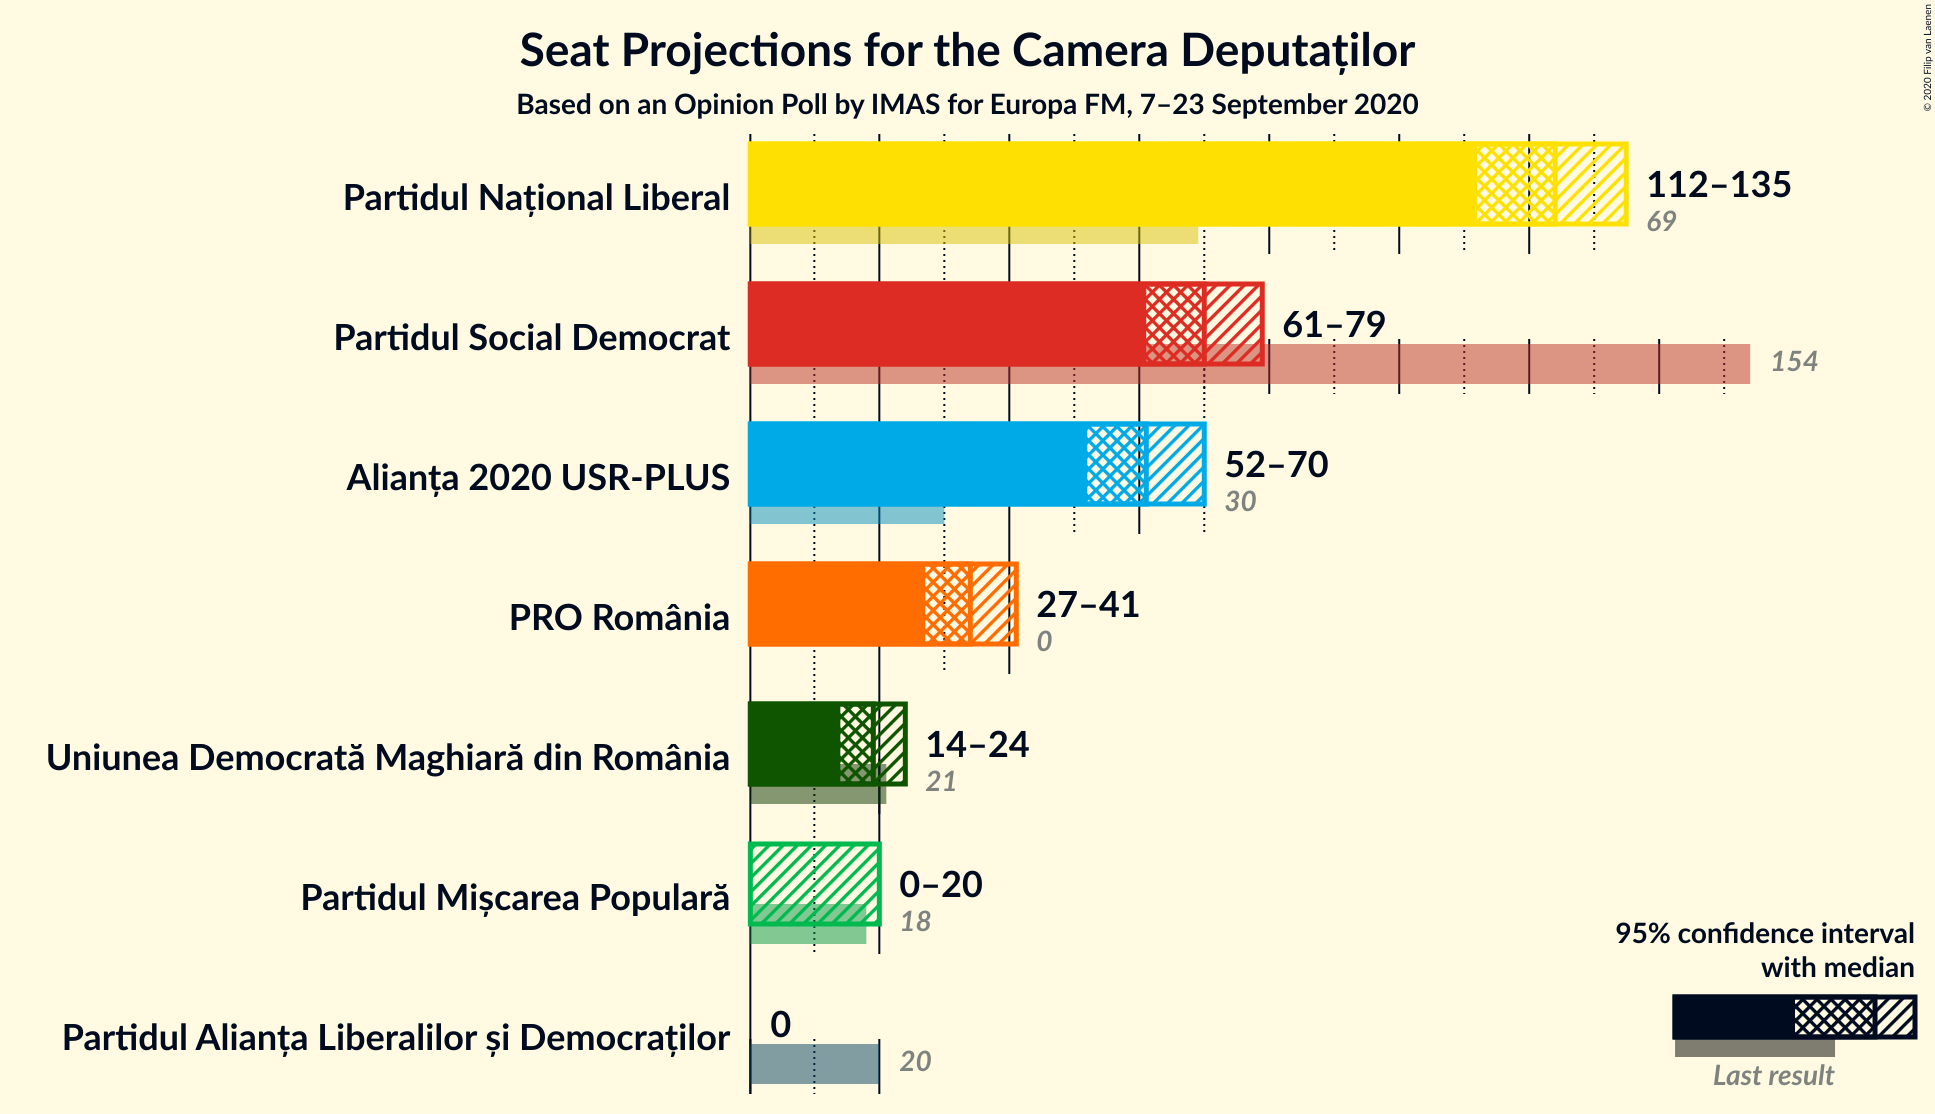 Seat Projections for the Camera Deputaților
Based on an Opinion Poll by IMAS for Europa FM, 7–23 September 2020
© 2020 Filip van Laenen
Partidul Național Liberal
112–135
69
Partidul Social Democrat
61–79
154
Alianța 2020 USR-PLUS
52–70
30
PRO România
27–41
0
Uniunea Democrată Maghiară din România
14–24
21
Partidul Mișcarea Populară
0–20
18
Partidul Alianța Liberalilor și Democraților
0
20
95% confidence interval
with median
Last result